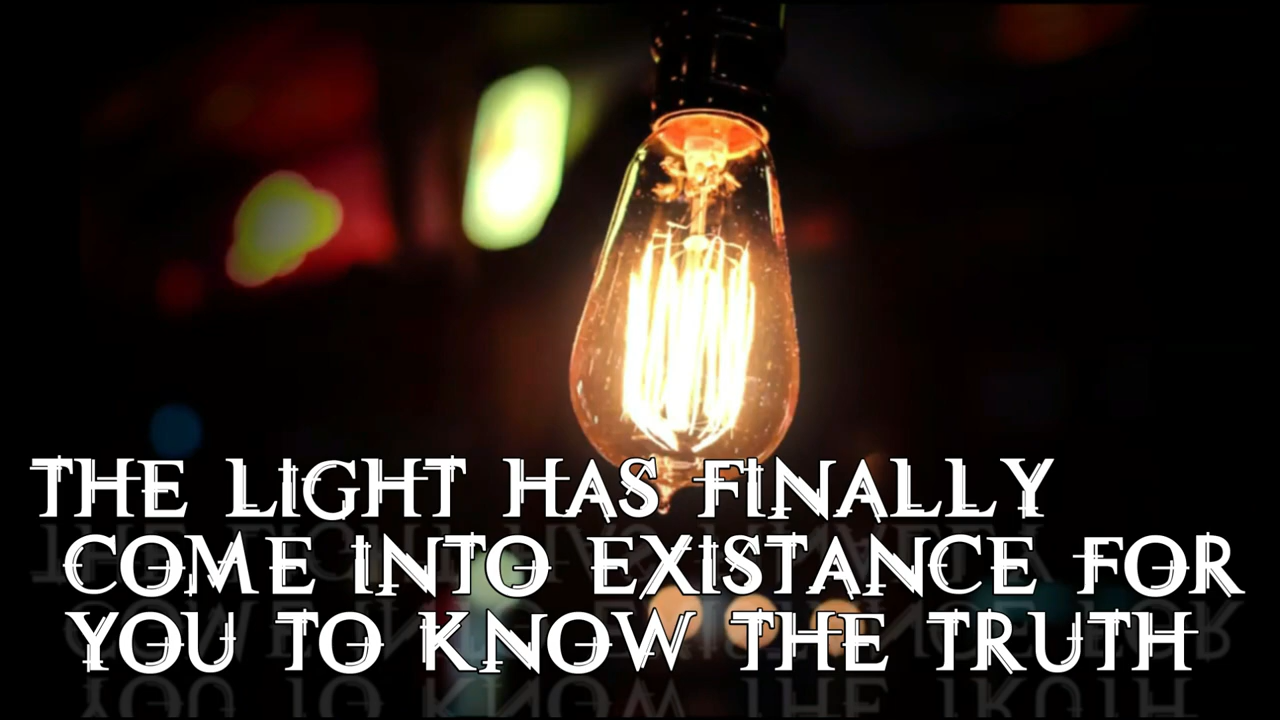 THE LIGHT HAS FINALLY
COME INTO EXISTANCE FOR
YOU TO KNOW THE TRUTH